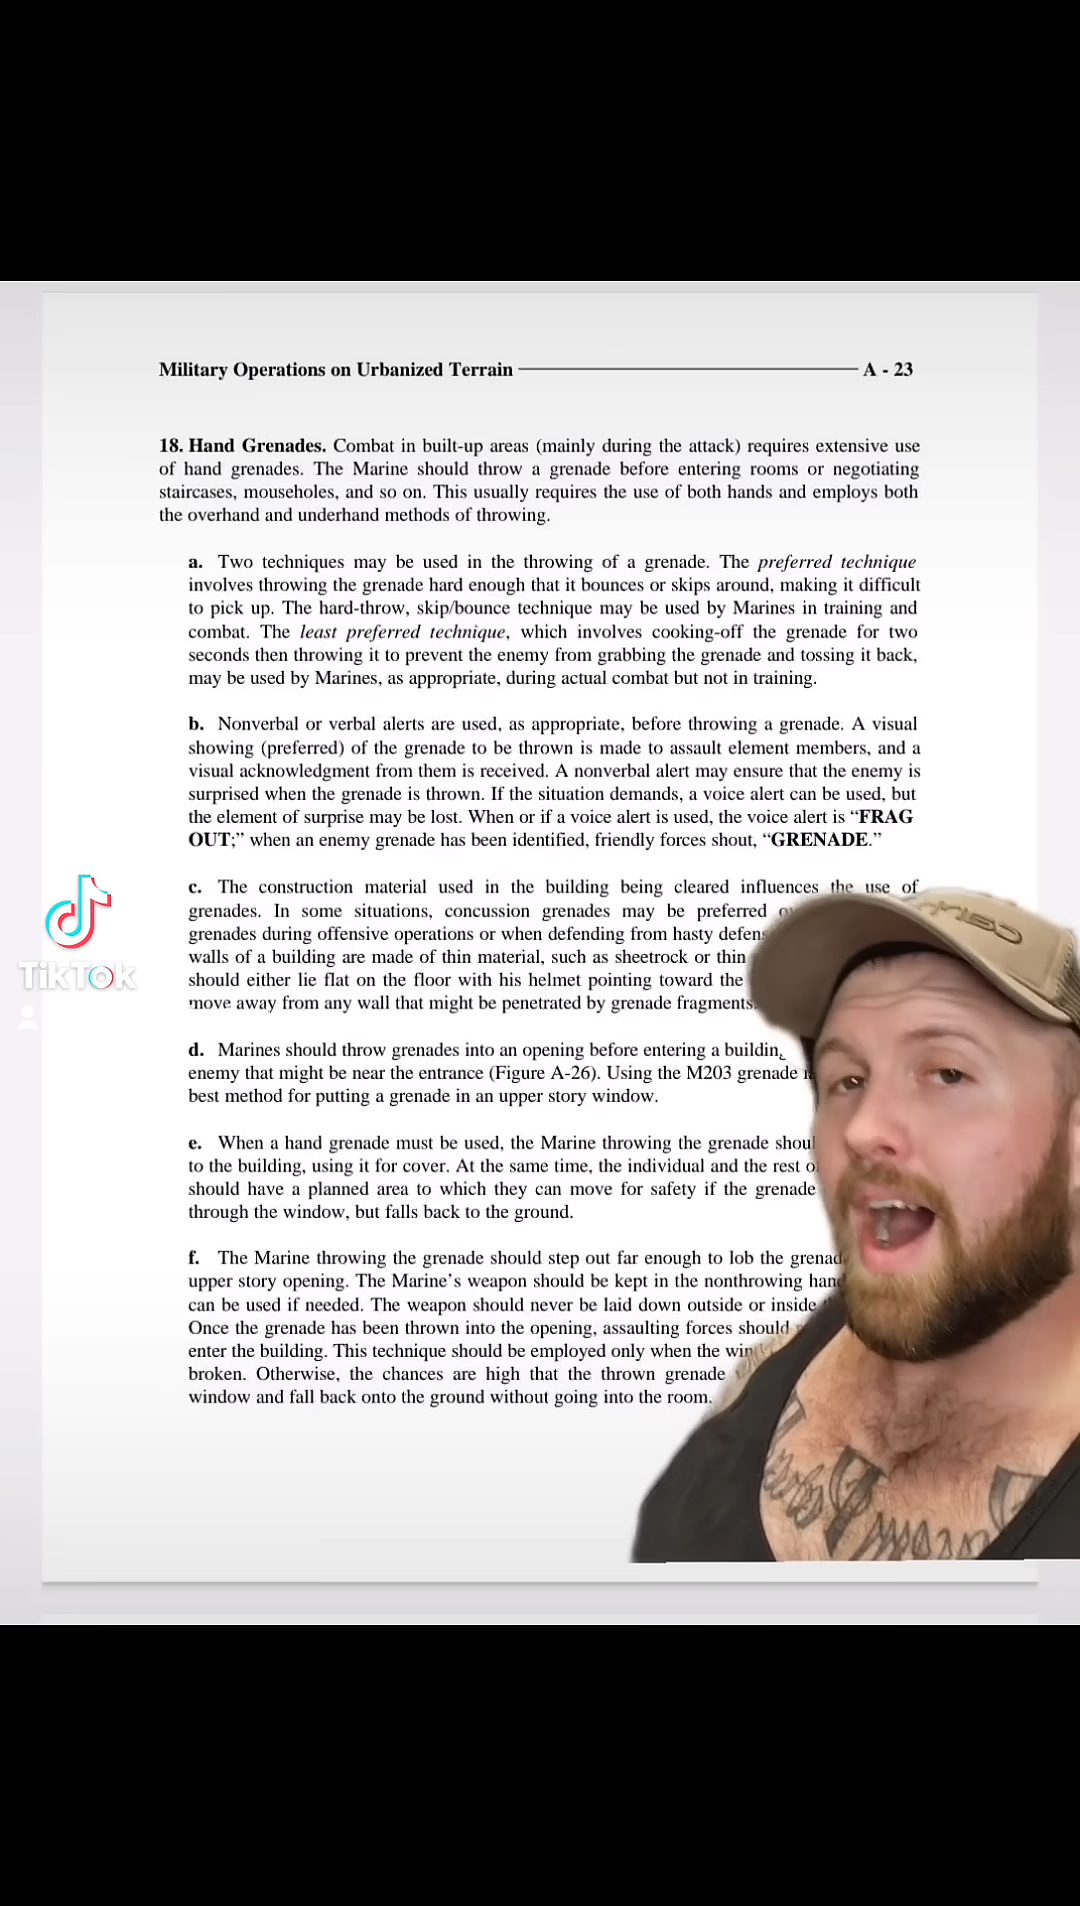 Military Operations on Urbanized Terrain A - 23
18. Hand Grenades. Combat in built-up areas (mainly during the attack) requires extensive use
of hand grenades. The Marine should throw a grenade before entering rooms or negotiating
staircases, mouseholes, and so on. This usually requires the use of both hands and employs both
the overhand and underhand methods of throwing.
a. Two techniques may be used in the throwing of a grenade. The preferred technique
involves throwing the grenade hard enough that it bounces or skips around, making it difficult
to pick up. The hard-throw, skip/bounce technique may be used by Marines in training and
combat. The least preferred technique, which involves cooking-off the grenade for two
seconds then throwing it to prevent the enemy from grabbing the grenade and tossing it back,
may be used by Marines, as appropriate, during actual combat but not in training.
b. Nonverbal or verbal alerts are used, as appropriate, before throwing a grenade. A visual
showing (preferred) of the grenade to be thrown is made to assault element members, and a
visual acknowledgment from them is received. A nonverbal alert may ensure that the enemy is
surprised when the grenade is thrown. If the situation demands, a voice alert can be used, but
the element of surprise may be lost. When or if a voice alert is used, the voice alert is “FRAG
OUT;” when an enemy grenade has been identified, friendly forces shout, “GRENADE.”
c. The construction material used in the building being cleared influences the use of
grenades. In some situations, concussion grenades may be preferred
grenades during offensive operations or when defending from hasty
walls of a building are made of thin material, such as sheetrock or thin
should either lie flat on the floor with his helmet pointing toward the
move away from any wall that might be penetrated by grenade fragments.
d. Marines should throw grenades into an opening before entering a
enemy that might be near the entrance (Figure A-26). Using the M203 grenade
best method for putting a grenade in an upper story window.
e. When a hand grenade must be used, the Marine throwing the grenade
to the building, using it for cover. At the same time, the individual and the rest
should have a planned area to which they can move for safety if the grenade
through the window, but falls back to the ground.
f. The Marine throwing the grenade should step out far enough to lob the
upper story opening. The Marine’s weapon should be kept in the nonthrowing
can be used if needed. The weapon should never be laid down outside or inside
Once the grenade has been thrown into the opening, assaulting forces should
enter the building. This technique should be employed only when the
broken. Otherwise, the chances are high that the thrown grenade
window and fall back onto the ground without going into the room.
TikTok